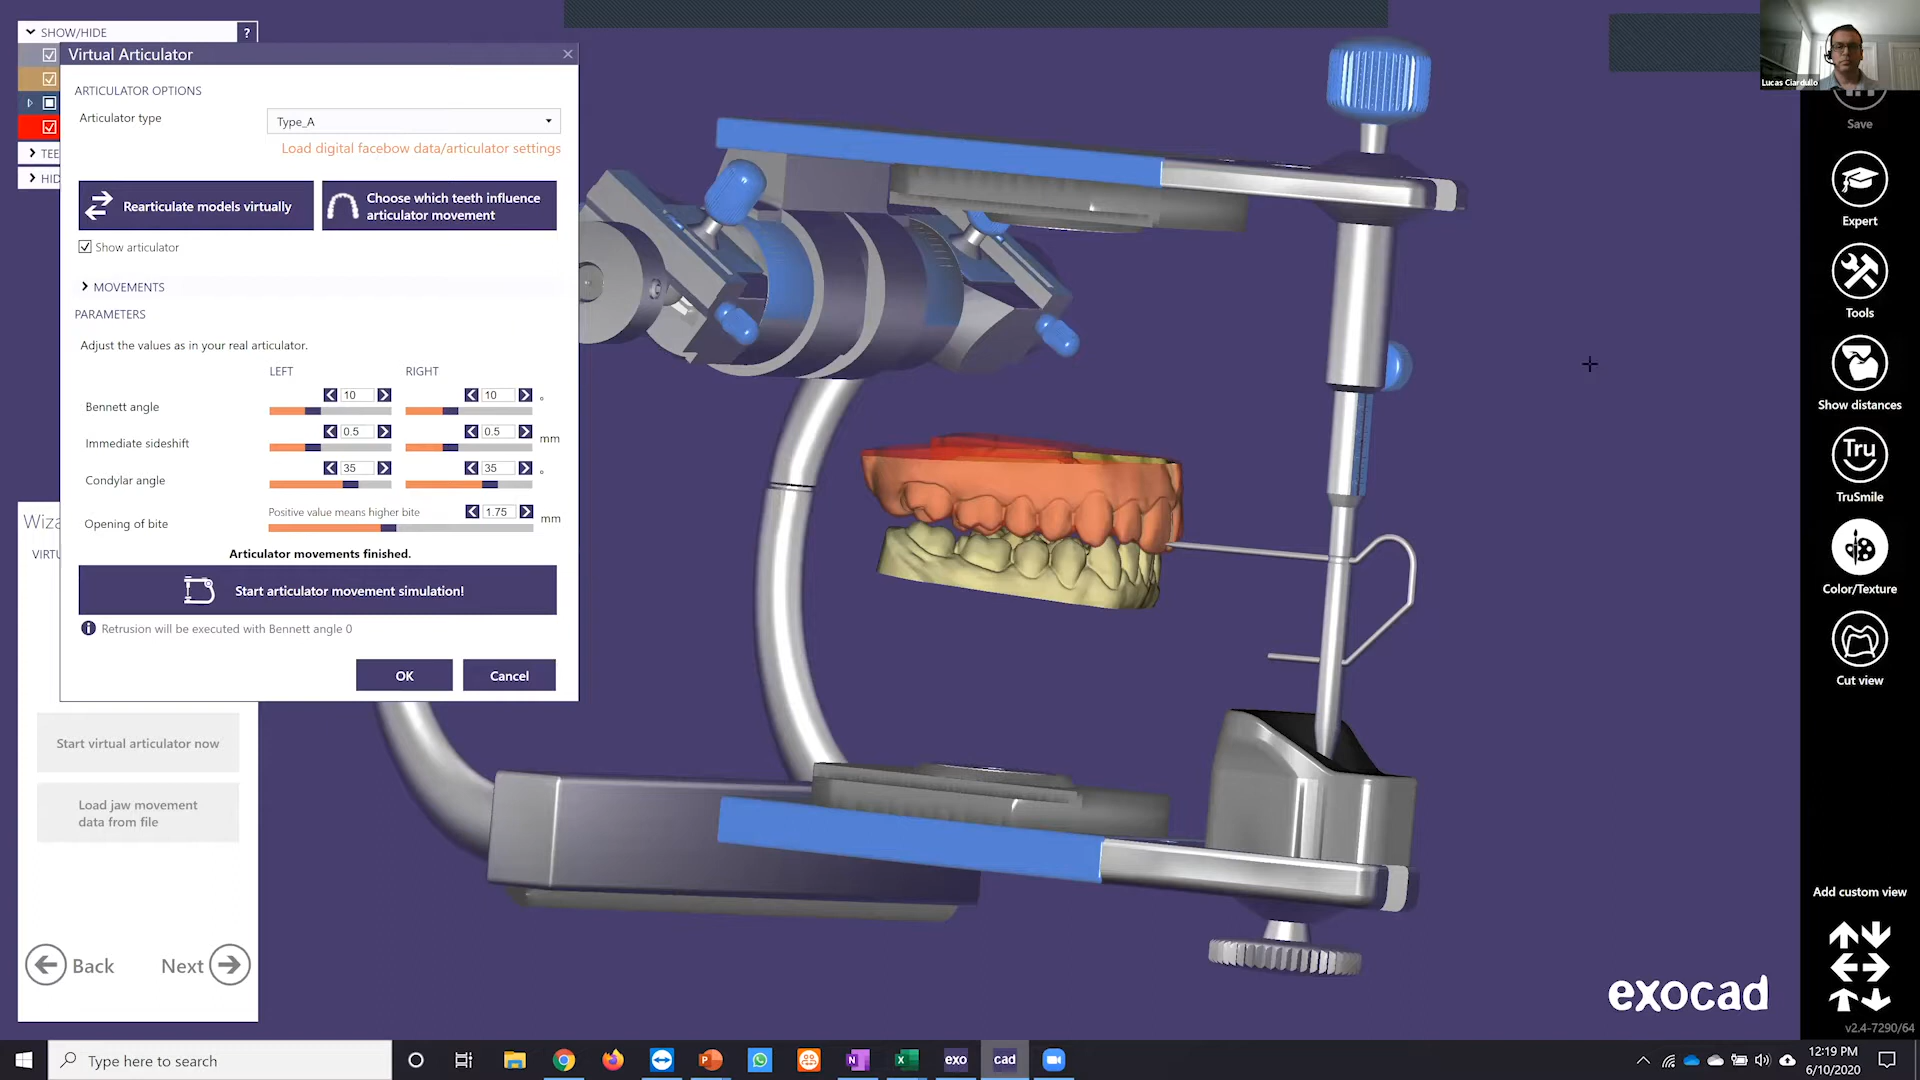 SHOW/HIDE
?
Virtual Articulator
ARTICULATOR OPTIONS
Articulator type
Type_A
Load digital facebow data/articulator settings
Rearticulate models virtually
Choose which teeth influence
articulator movement
Show articulator
MOVEMENTS
PARAMETERS
Adjust the values as in your real articulator.
LEFT RIGHT
Bennett angle 10 10 °
Immediate sideshift 0.5 0.5 mm
Condylar angle 35 35 °
Opening of bite Positive value means higher bite 1.75 mm
Articulator movements finished.
Start articulator movement simulation!
Retrusion will be executed with Bennett angle 0
OK Cancel
TEE
HID
Wiza
VIRTU
Start virtual articulator now
Load jaw movement
data from file
Back Next
Lucas Ciardullo
Save
Expert
Tools
Show distances
Tru
TruSmile
Color/Texture
Cut view
Add custom view
exocad
v2.4-7290/64
Type here to search
exo
cad
12:19 PM
6/10/2020